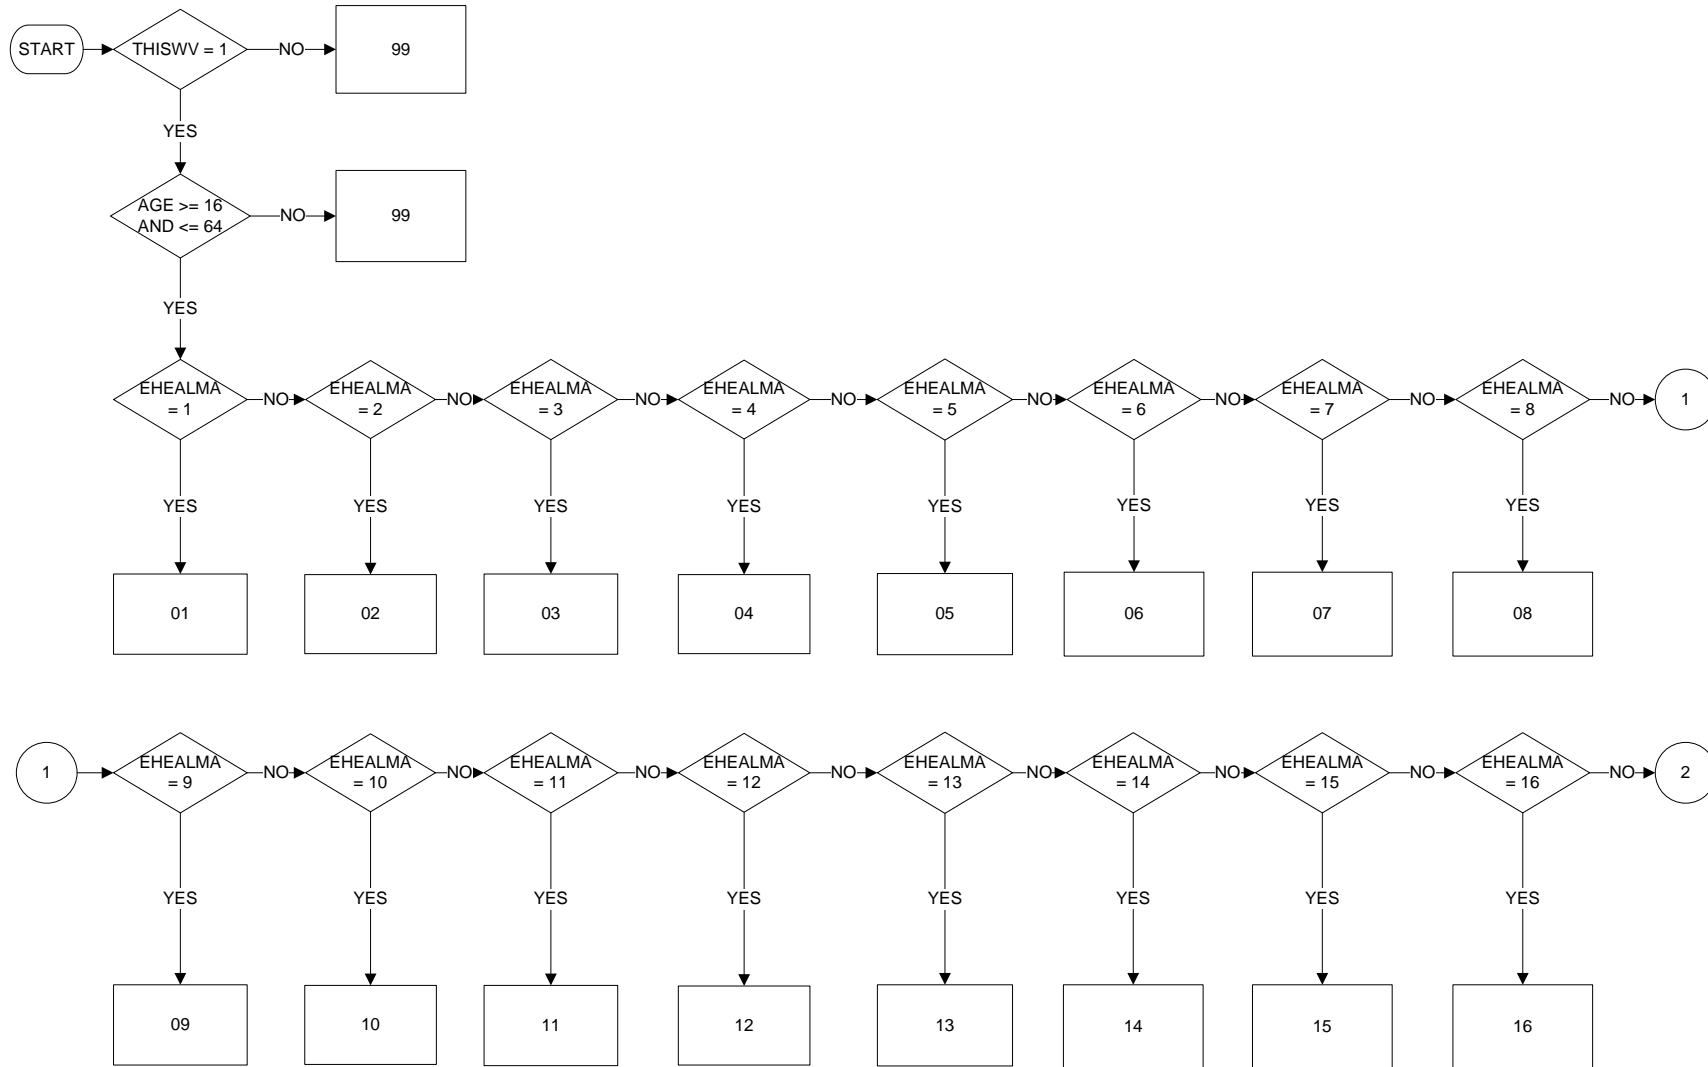 START
THISWV = 1
NO
99
YES
AGE >= 16
AND <= 64
NO
99
YES
EHEALMA
= 1
NO
EHEALMA
= 2
NO
EHEALMA
= 3
NO
EHEALMA
= 4
NO
EHEALMA
= 5
NO
EHEALMA
= 6
NO
EHEALMA
= 7
NO
EHEALMA
= 8
NO
1
YES
YES
YES
YES
YES
YES
YES
YES
01
02
03
04
05
06
07
08
1
EHEALMA
= 9
NO
EHEALMA
= 10
NO
EHEALMA
= 11
NO
EHEALMA
= 12
NO
EHEALMA
= 13
NO
EHEALMA
= 14
NO
EHEALMA
= 15
NO
EHEALMA
= 16
NO
2
YES
YES
YES
YES
YES
YES
YES
YES
09
10
11
12
13
14
15
16